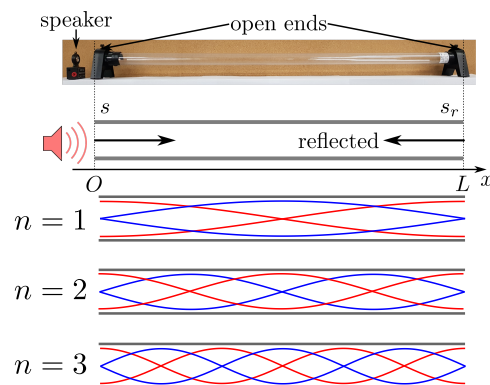 speaker
open ends
s
s_r
reflected
O
L
x
n = 1
n = 2
n = 3